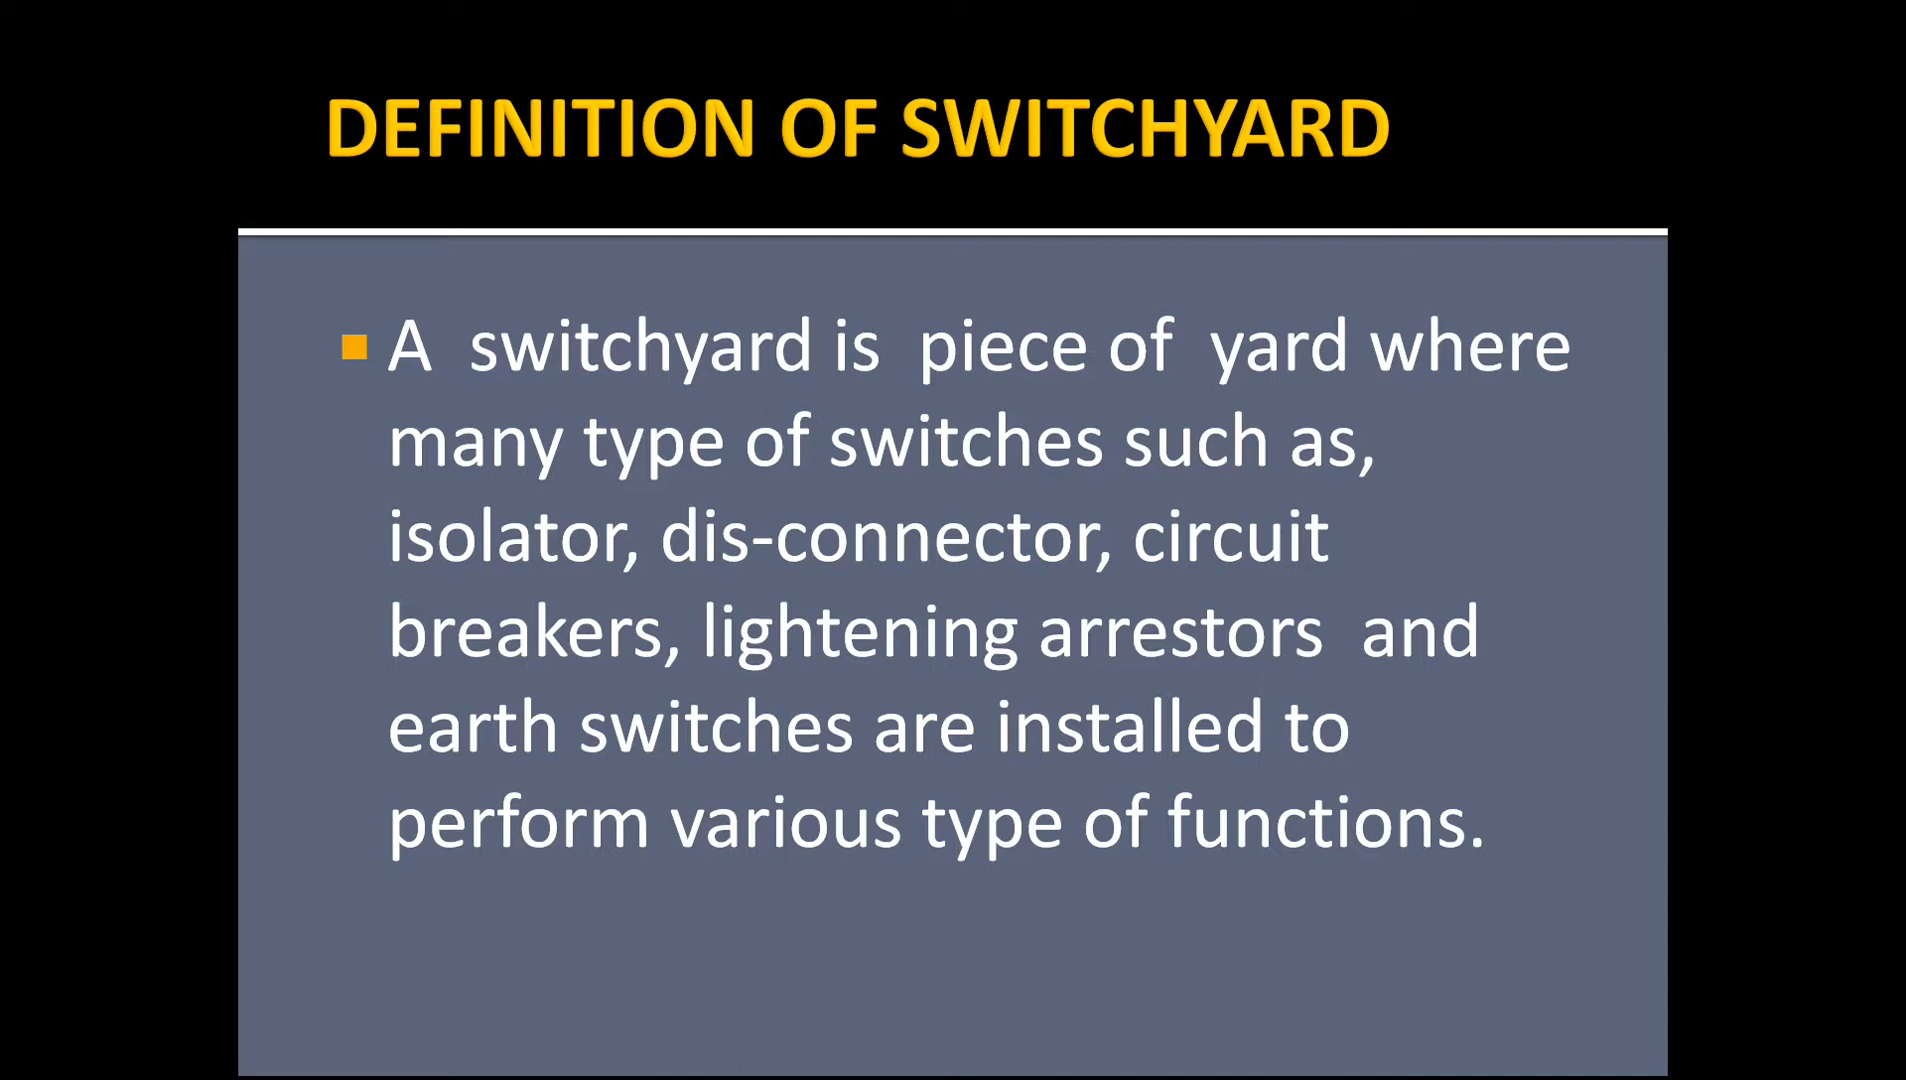 DEFINITION OF SWITCHYARD
A switchyard is piece of yard where
many type of switches such as,
isolator, dis-connector, circuit
breakers, lightening arrestors and
earth switches are installed to
perform various type of functions.